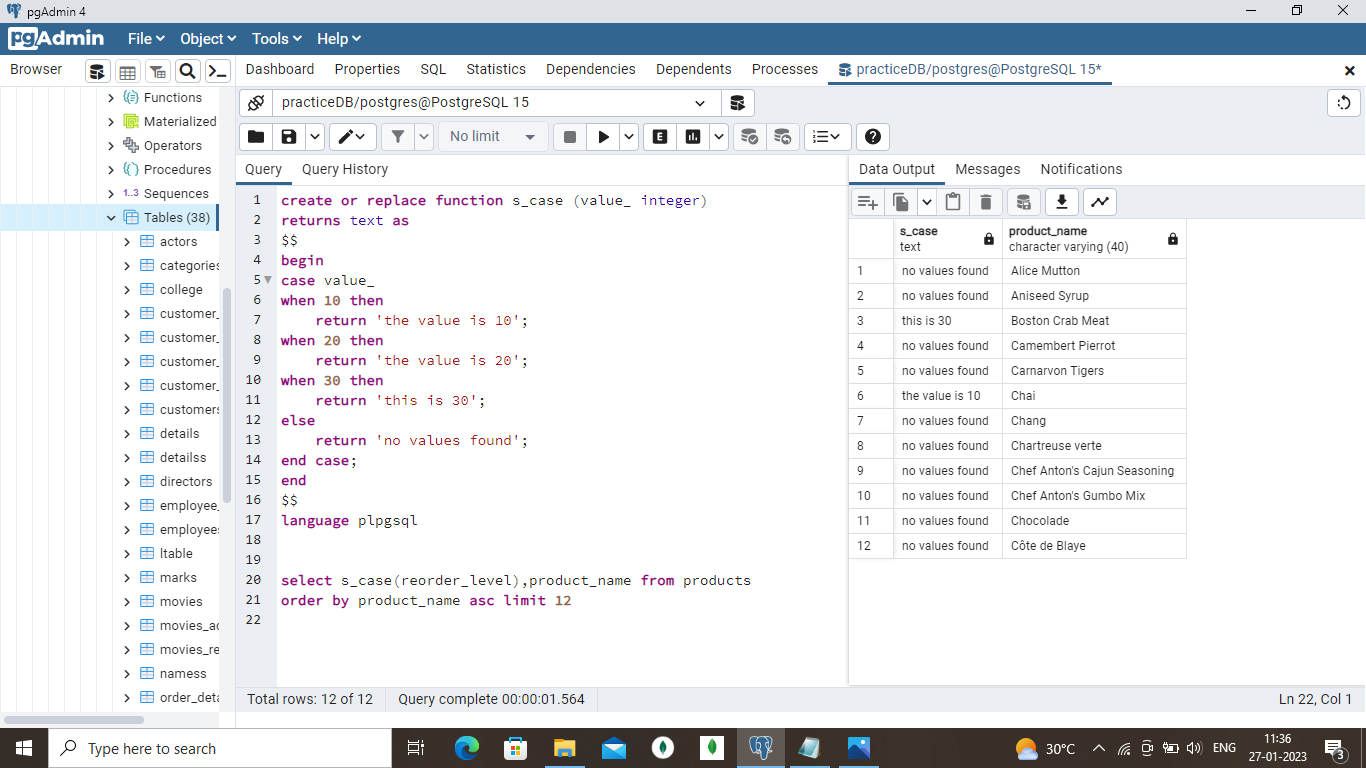 pgAdmin 4
pgAdmin File Object Tools Help
Browser
Dashboard Properties SQL Statistics Dependencies Dependents Processes practiceDB/postgres@PostgreSQL 15*
Functions
Materialized
Operators
Procedures
1..3 Sequences
Tables (38)
actors
categories
college
customer_
customer_
customer_
customer_
customers
details
detailss
directors
employee_
employees
ltable
marks
movies
movies_ac
movies_re
namess
order_deta
practiceDB/postgres@PostgreSQL 15
No limit
E
Query Query History
1 create or replace function s_case (value_ integer)
2 returns text as
3 $$
4 begin
5 case value_
6 when 10 then
7 return 'the value is 10';
8 when 20 then
9 return 'the value is 20';
10 when 30 then
11 return 'this is 30';
12 else
13 return 'no values found';
14 end case;
15 end
16 $$
17 language plpgsql
18
19
20 select s_case(reorder_level),product_name from products
21 order by product_name asc limit 12
22
Data Output Messages Notifications
s_case product_name
text character varying (40)
1 no values found Alice Mutton
2 no values found Aniseed Syrup
3 this is 30 Boston Crab Meat
4 no values found Camembert Pierrot
5 no values found Carnarvon Tigers
6 the value is 10 Chai
7 no values found Chang
8 no values found Chartreuse verte
9 no values found Chef Anton's Cajun Seasoning
10 no values found Chef Anton's Gumbo Mix
11 no values found Chocolade
12 no values found Côte de Blaye
Total rows: 12 of 12 Query complete 00:00:01.564 Ln 22, Col 1
Type here to search
30°C ENG
11:36
27-01-2023
3